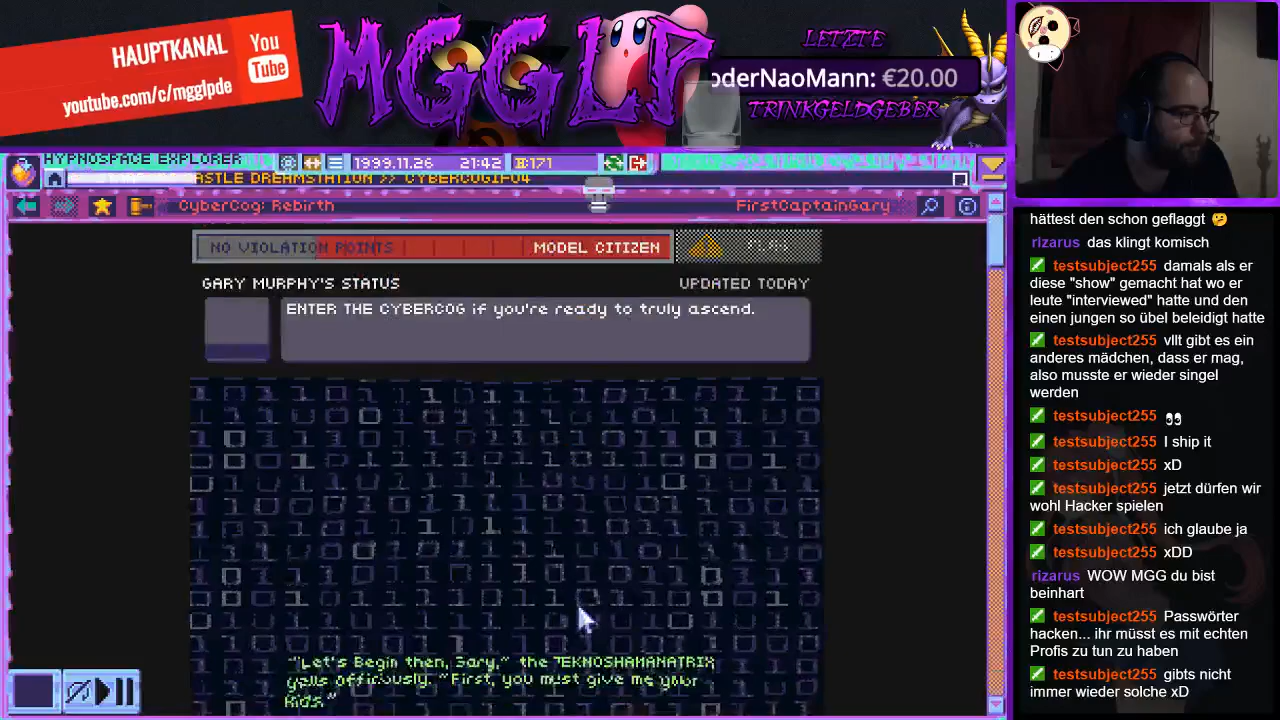 HAUPTKANAL
You Tube
youtube.com/c/mgglpde
MGGLP
LETZTE
oderNaoMann: €20.00
TRINKGELDGEBER
HYPNOSPACE EXPLORER
1999.11.26 21:42 171
ASTLE DREAMSTATION >> CYBERCOG
CyberCog: Rebirth
FirstCaptainGary
NO VIOLATION POINTS
MODEL CITIZEN
GARY MURPHY'S STATUS
UPDATED TODAY
ENTER THE CYBERCOG if you're ready to truly ascend.
"Let's Begin then, Gary," the TEKNOSHAMANATRIX
yells officiously. "First, you must give me your
kids."
hättest den schon geflaggt 🤔
rizarus das klingt komisch
testsubject255 damals als er
diese "show" gemacht hat wo er
leute "interviewed" hatte und den
einen jungen so übel beleidigt hatte
testsubject255 vllt gibt es ein
anderes mädchen, dass er mag,
also musste er wieder singel
werden
testsubject255 👀
testsubject255 I ship it
testsubject255 xD
testsubject255 jetzt dürfen wir
wohl Hacker spielen
testsubject255 ich glaube ja
testsubject255 xDD
rizarus WOW MGG du bist
beinhart
testsubject255 Passwörter
hacken... ihr müsst es mit echten
Profis zu tun zu haben
testsubject255 gibts nicht
immer wieder solche xD